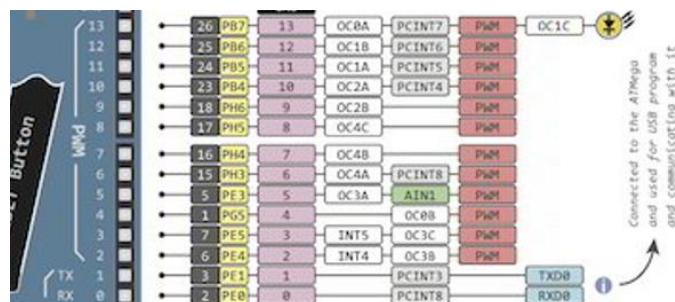 13 26 PB7 13 OC0A PCINT7 PWM OC1C
12 25 PB6 12 OC1B PCINT6 PWM
11 24 PB5 11 OC1A PCINT5 PWM
10 23 PB4 10 OC2A PCINT4 PWM
9 18 PH6 9 OC2B PWM
8 17 PH5 8 OC4C PWM
7 16 PH4 7 OC4B PWM
6 15 PH3 6 OC4A PCINT8 PWM
5 5 PE3 5 OC3A AIN1 PWM
4 1 PG5 4 OC0B PWM
3 7 PE5 3 INT5 OC3C PWM
2 6 PE4 2 INT4 OC3B PWM
TX 1 3 PE1 1 PCINT3 TXD0
RX 0 2 PE0 0 PCINT8 RXD0
PWM
Button
Connected to the ATMega
and used for USB program
and communicating with it
i